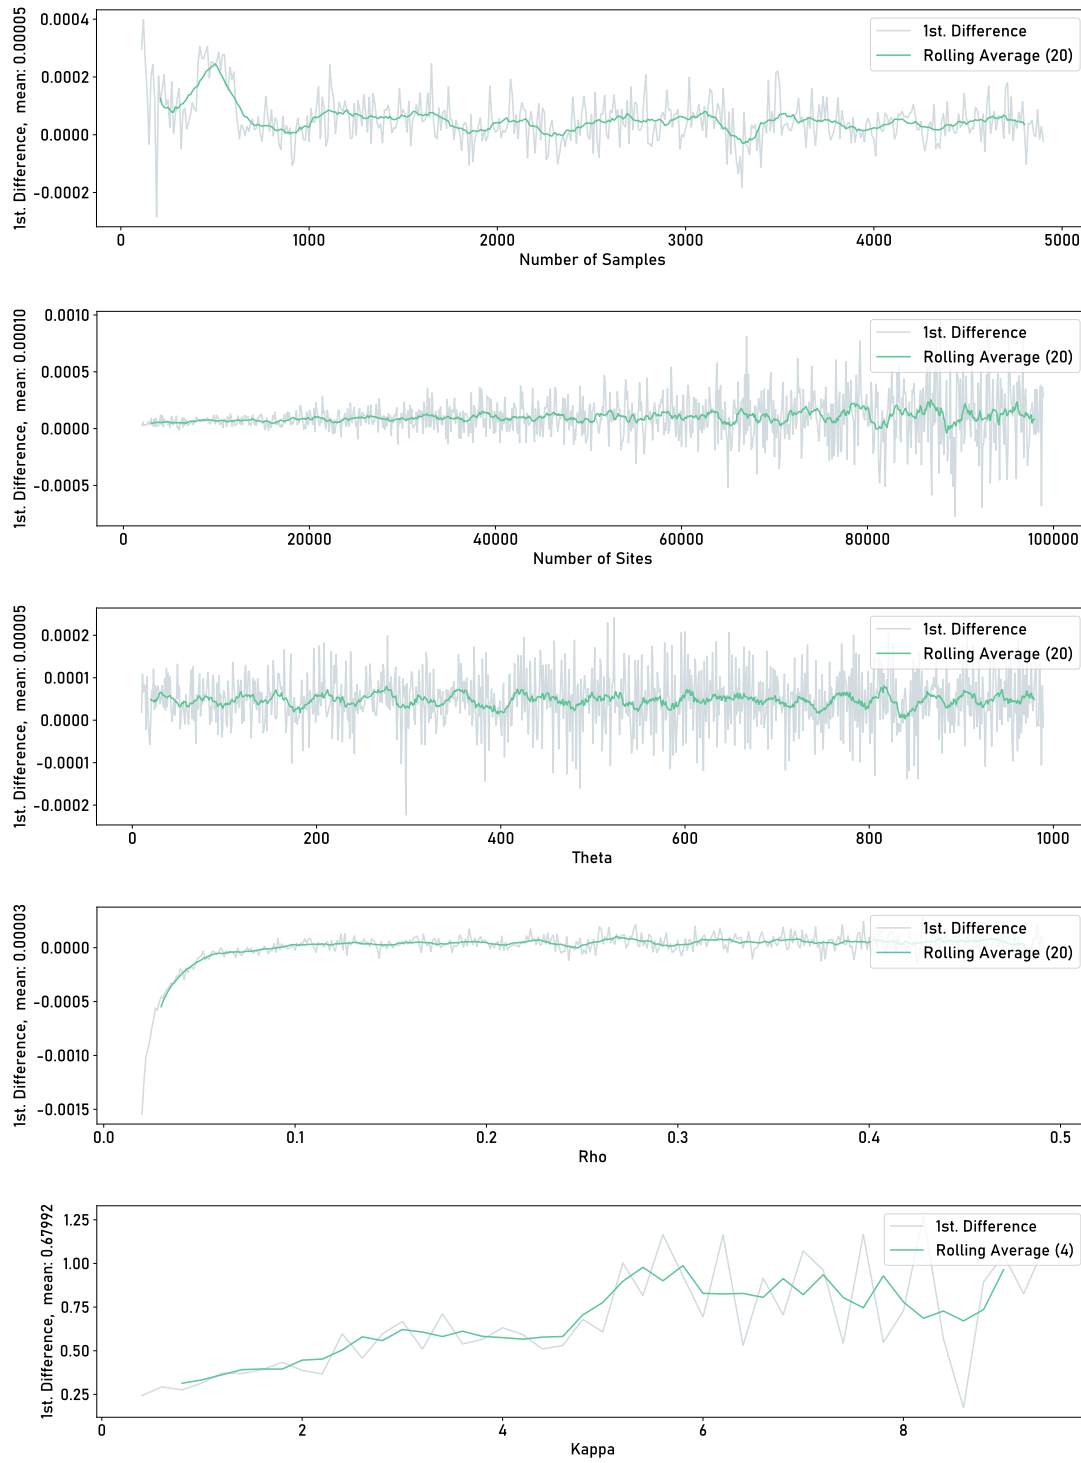 1st. Difference,  mean: 0.00005
0.0004
0.0002
0.0000
-0.0002
1st. Difference
Rolling Average (20)
0
1000
2000
3000
4000
5000
Number of Samples
1st. Difference,  mean: 0.00010
0.0010
0.0005
0.0000
-0.0005
1st. Difference
Rolling Average (20)
0
20000
40000
60000
80000
100000
Number of Sites
1st. Difference,  mean: 0.00005
0.0002
0.0001
0.0000
-0.0001
-0.0002
1st. Difference
Rolling Average (20)
0
200
400
600
800
1000
Theta
1st. Difference,  mean: 0.00003
0.0000
-0.0005
-0.0010
-0.0015
1st. Difference
Rolling Average (20)
0.0
0.1
0.2
0.3
0.4
0.5
Rho
1st. Difference,  mean: 0.67992
1.25
1.00
0.75
0.50
0.25
1st. Difference
Rolling Average (4)
0
2
4
6
8
Kappa